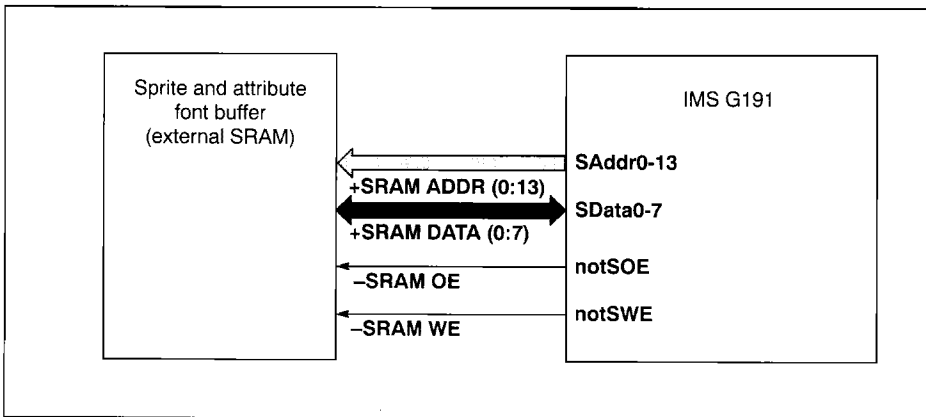 Sprite and attribute
font buffer
(external SRAM)
IMS G191
SAddr0-13
+SRAM ADDR (0:13)
SData0-7
+SRAM DATA (0:7)
notSOE
–SRAM OE
notSWE
–SRAM WE